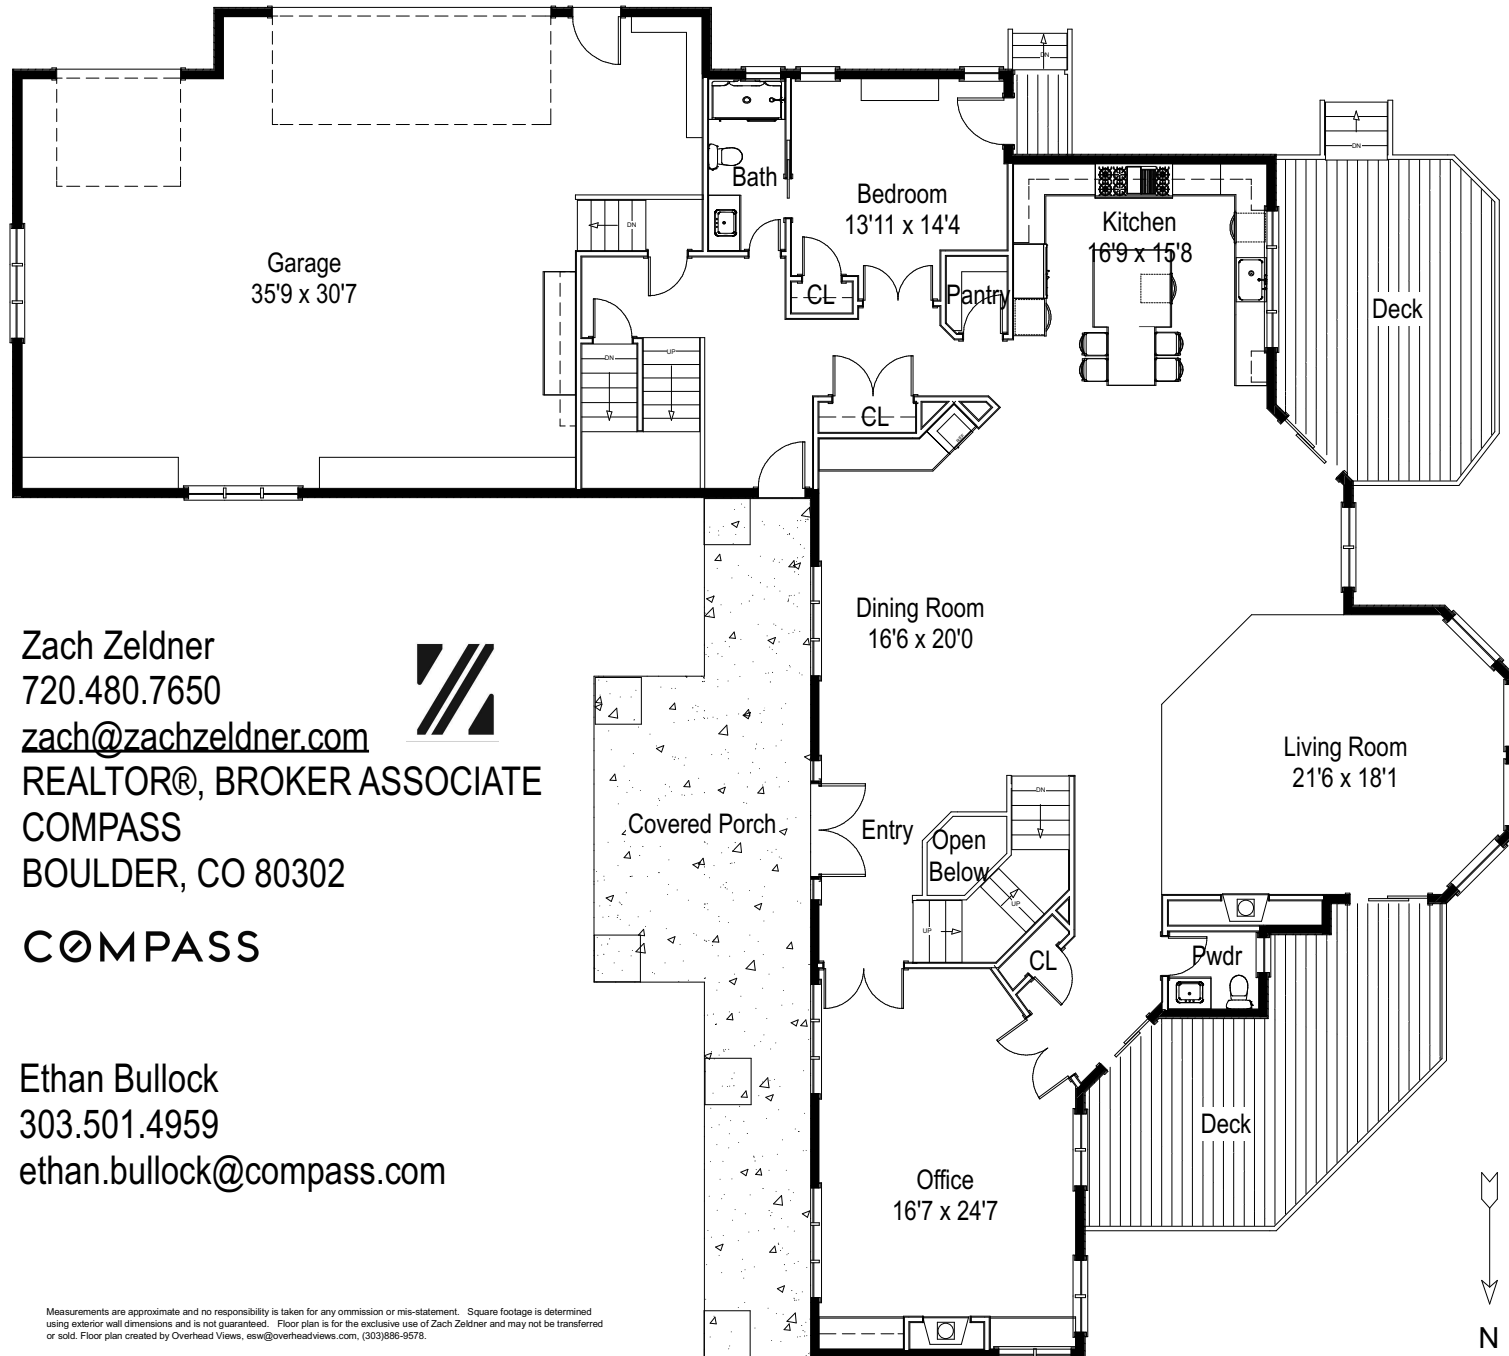 DN
DN
Bath
Bedroom
13'11 x 14'4
Kitchen
16'9 x 15'8
DN
Garage
35'9 x 30'7
CL
Pantry
Deck
DN
UP
CL
REF
Dining Room
16'6 x 20'0
Zach Zeldner
720.480.7650
zach@zachzeldner.com
REALTOR®, BROKER ASSOCIATE
COMPASS
BOULDER, CO 80302
COMPASS
Living Room
21'6 x 18'1
DN
Covered Porch
Entry
Open
Below
UP
UP
CL
Pwdr
Ethan Bullock
303.501.4959
ethan.bullock@compass.com
Deck
Office
16'7 x 24'7
Measurements are approximate and no responsibility is taken for any ommission or mis-statement. Square footage is determined
using exterior wall dimensions and is not guaranteed. Floor plan is for the exclusive use of Zach Zeldner and may not be transferred
or sold. Floor plan created by Overhead Views, esw@overheadviews.com, (303)886-9578.
N